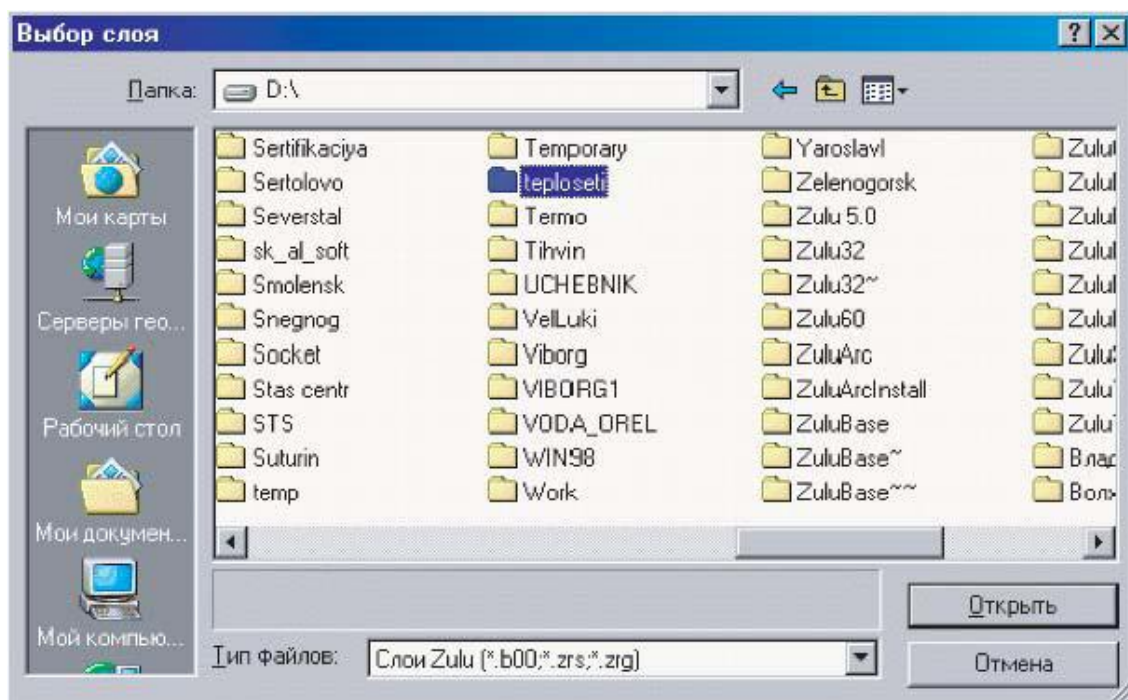 Выбор слоя
Папка: D:\
Мои карты
Серверы гео...
Рабочий стол
Мои докумен...
Мой компью...
Sertifikaciya
Sertolovo
Severstal
sk_al_soft
Smolensk
Snegnog
Socket
Stas centr
STS
Suturin
temp
Temporary
teploseti
Termo
Tihvin
UCHEBNIK
VelLuki
Viborg
VIBORG1
VODA_OREL
WIN98
Work
Yaroslavl
Zelenogorsk
Zulu 5.0
Zulu32
Zulu32~
Zulu60
ZuluArc
ZuluArcInstall
ZuluBase
ZuluBase~
ZuluBase~~
Открыть
Тип файлов: Слои Zulu (*.b00;*.zrs;*.zrg)
Отмена